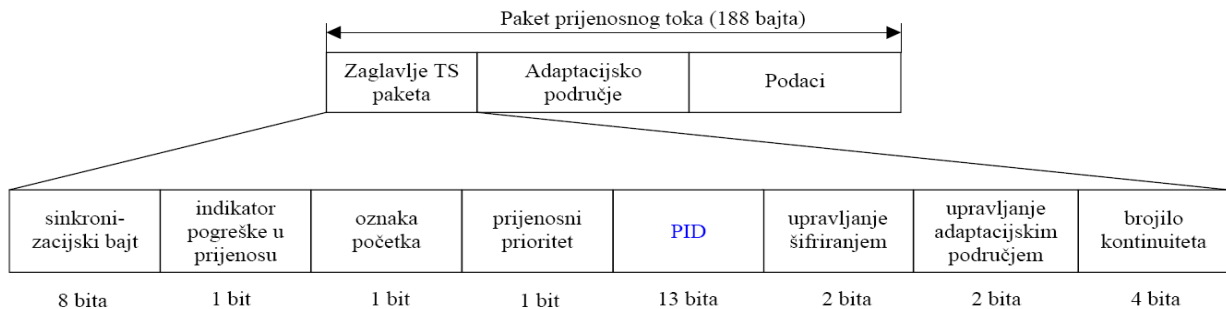 Paket prijenosnog toka (188 bajta)
Zaglavlje TS
paketa
Adaptacijsko
područje
Podaci
sinkroni-
zacijski bajt
indikator
pogreške u
prijenosu
oznaka
početka
prijenosni
prioritet
PID
upravljanje
šifriranjem
upravljanje
adaptacijskim
područjem
brojilo
kontinuiteta
8 bita
1 bit
1 bit
1 bit
13 bita
2 bita
2 bita
4 bita